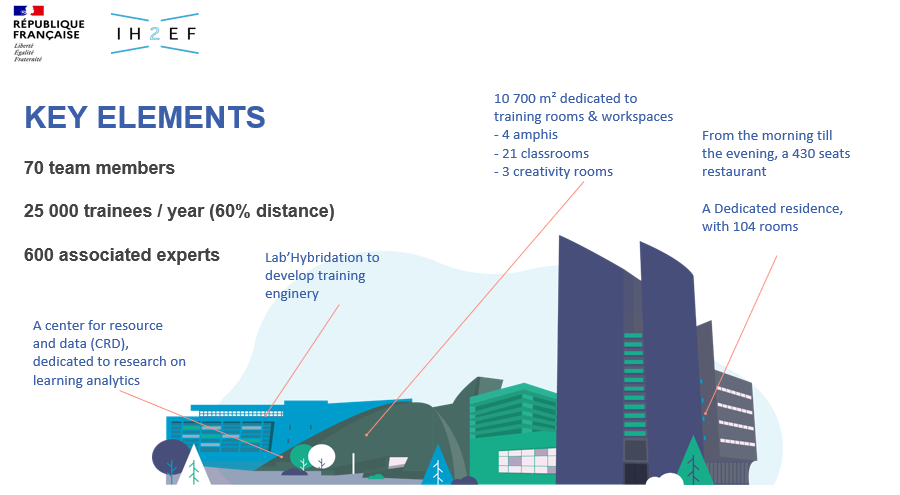 RÉPUBLIQUE
FRANÇAISE
Liberté
Égalité
Fraternité
IH2EF
KEY ELEMENTS
70 team members
25 000 trainees / year (60% distance)
600 associated experts
Lab'Hybridation to
develop training
enginery
A center for resource
and data (CRD),
dedicated to research on
learning analytics
10 700 m² dedicated to
training rooms & workspaces
- 4 amphis
- 21 classrooms
- 3 creativity rooms
From the morning till
the evening, a 430 seats
restaurant
A Dedicated residence,
with 104 rooms